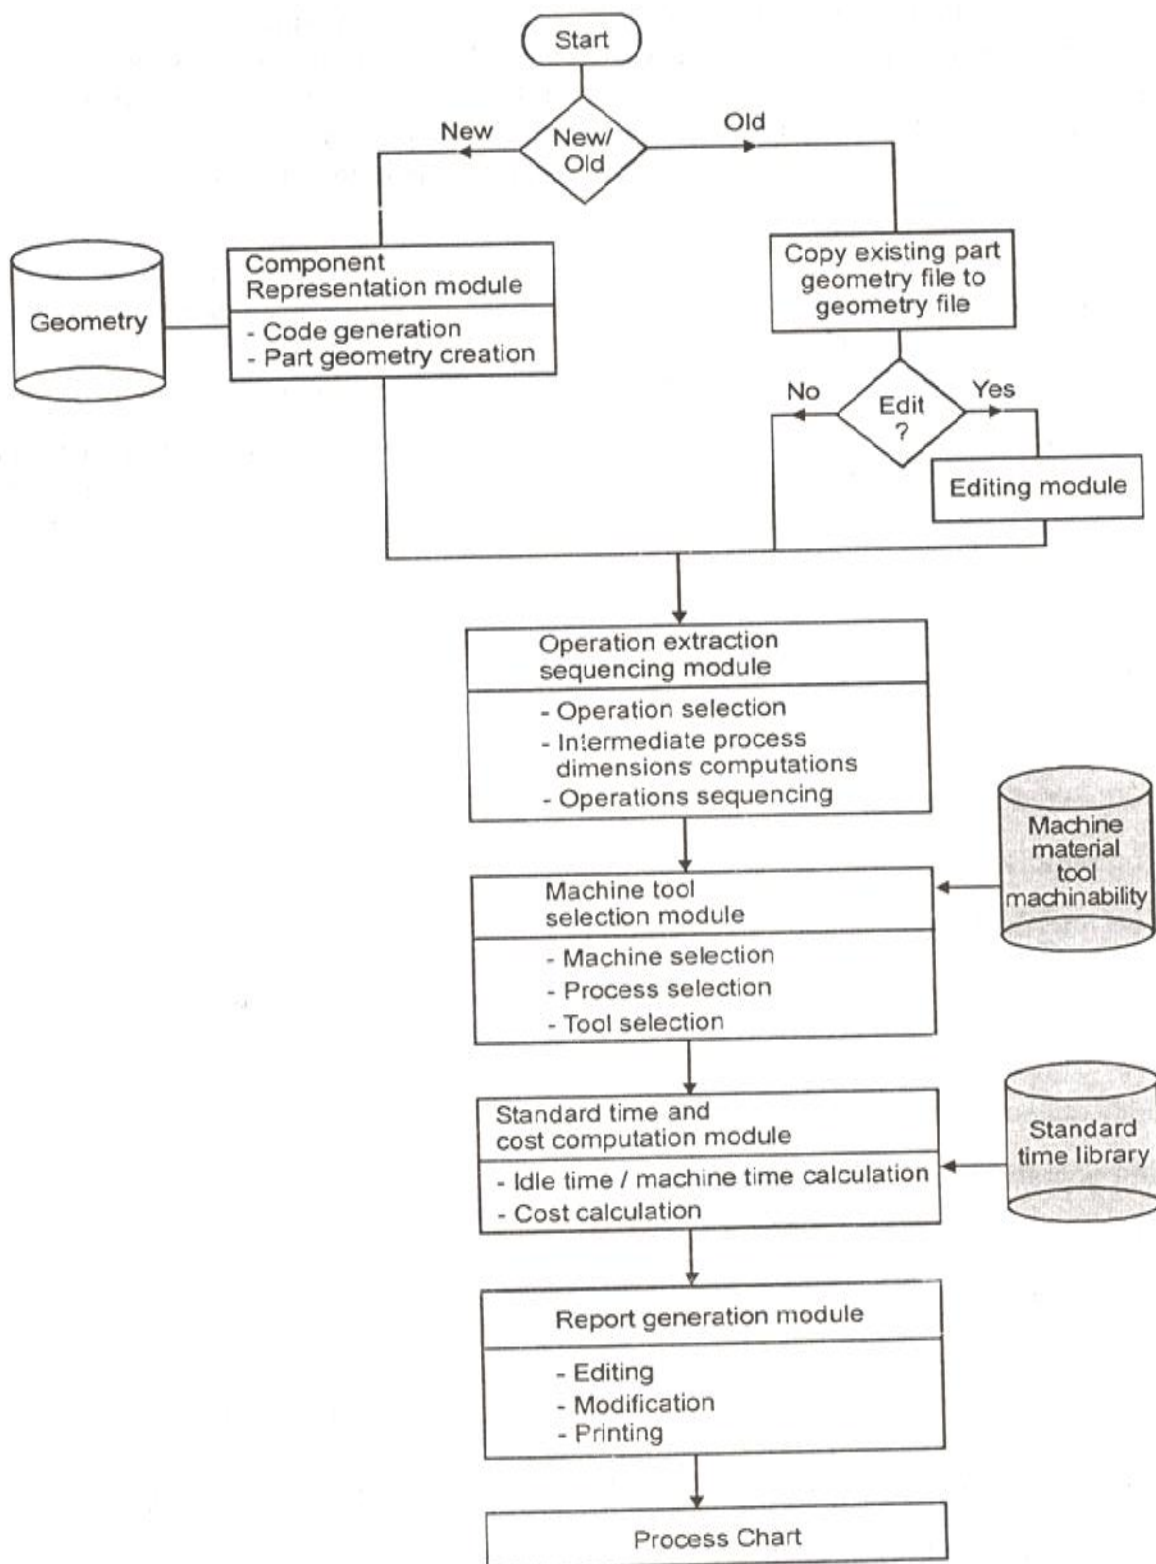 Start
New
New/
Old
Old
Geometry
Component
Representation module
- Code generation
- Part geometry creation
Copy existing part
geometry file to
geometry file
No
Edit
?
Yes
Editing module
Operation extraction
sequencing module
- Operation selection
- Intermediate process
dimensions computations
- Operations sequencing
Machine
material
tool
machinability
Machine tool
selection module
- Machine selection
- Process selection
- Tool selection
Standard time and
cost computation module
- Idle time / machine time calculation
- Cost calculation
Standard
time library
Report generation module
- Editing
- Modification
- Printing
Process Chart